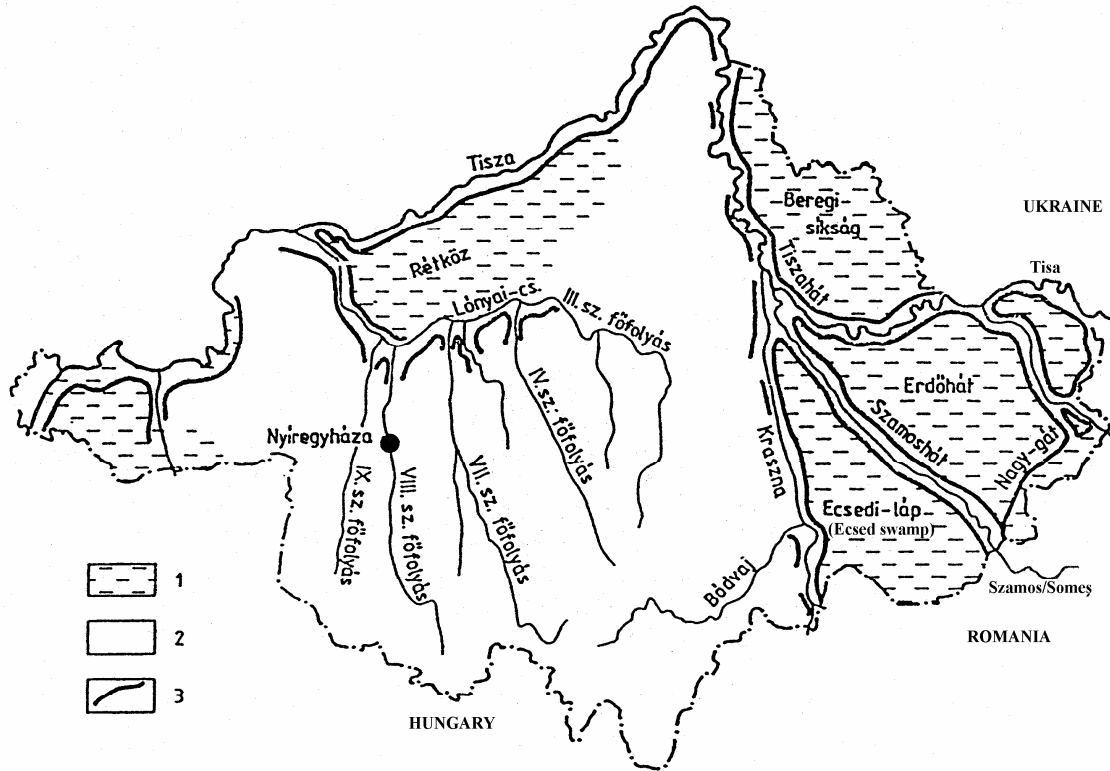 Tisza
Beregi
síkság
UKRAINE
Rétköz
Tiszahát
Tisa
Lónyai-cs.
III. sz. főfolyás
Erdőhát
IV. sz. főfolyás
Szamoshát
Nyíregyháza
Kraszna
Nagy-gát
IX. sz. főfolyás
VIII. sz. főfolyás
VII. sz. főfolyás
Ecsedi-láp
(Ecsed swamp)
1
Bódvaj
Szamos/Someș
2
ROMANIA
3
HUNGARY